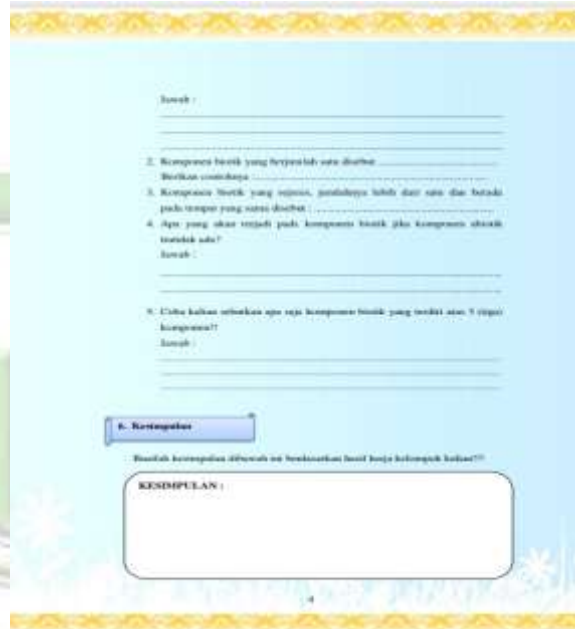 Jawab :
2. Komponen biotik yang berjumlah satu disebut
Berikan contohnya
3. Komponen biotik yang sejenis, jumlahnya lebih dari satu dan berada
pada tempat yang sama disebut :
4. Apa yang akan terjadi pada komponen biotik jika komponen abiotik
tidak ada?
Jawab :
5. Coba kalian sebutkan apa saja komponen biotik yang terdiri atas 3 (tiga)
komponen!!
Jawab :
6. Kesimpulan
Buatlah kesimpulan dibawah ini berdasarkan hasil kerja kelompok kalian!!!
KESIMPULAN :